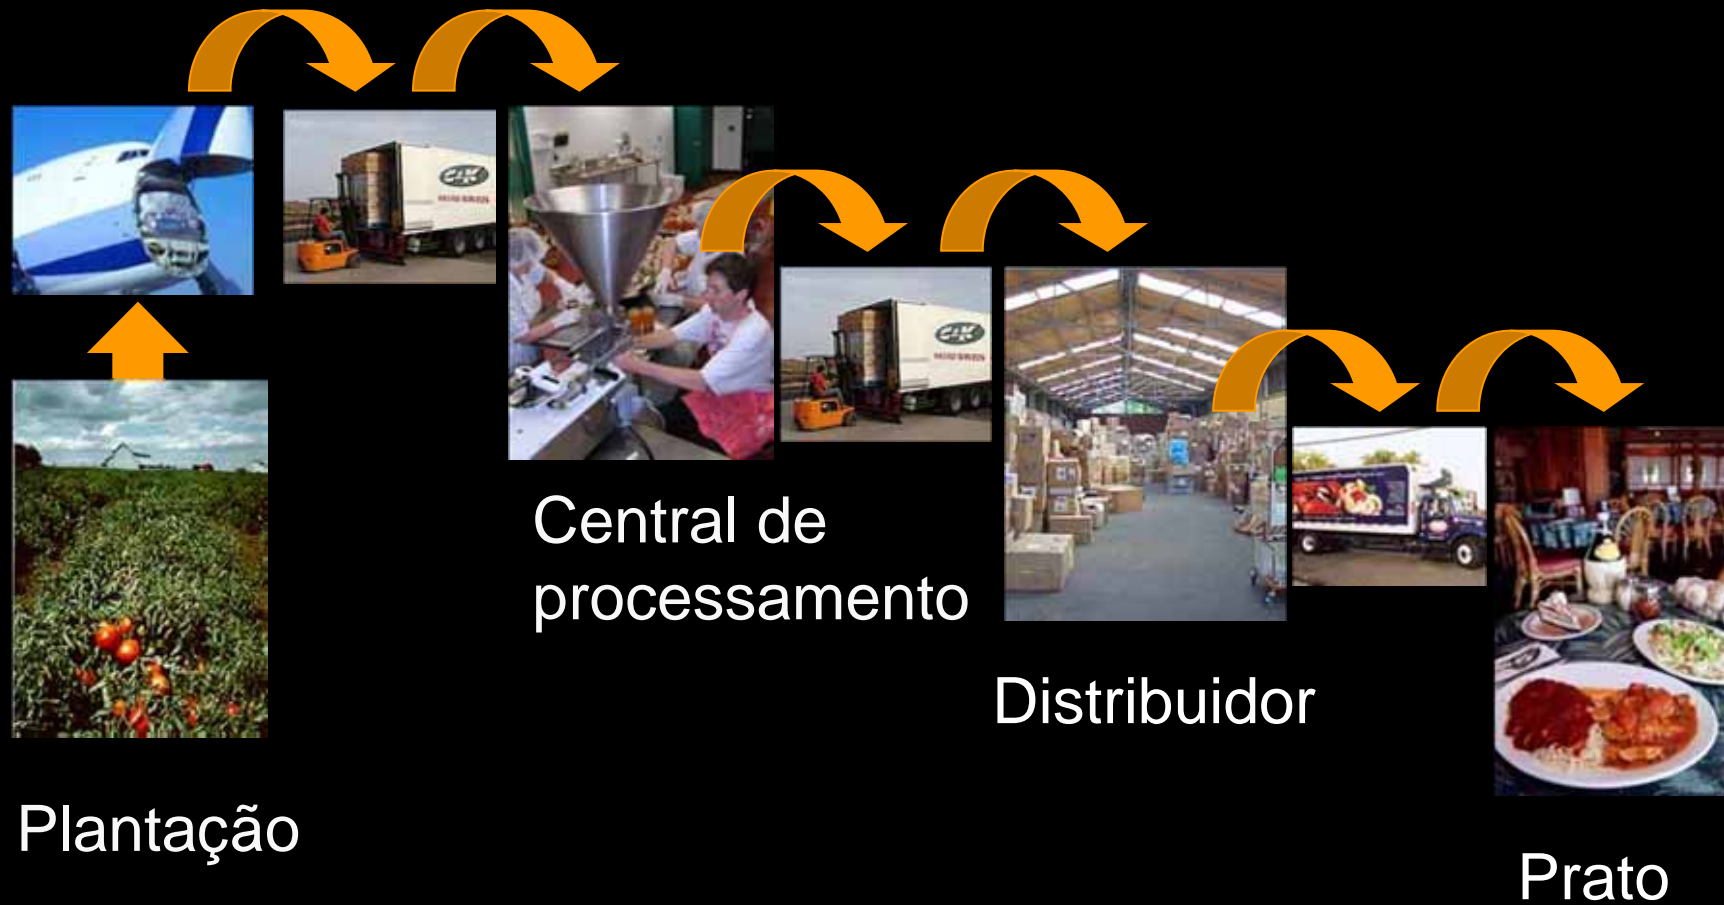 Central de
processamento
Distribuidor
Plantação
Prato